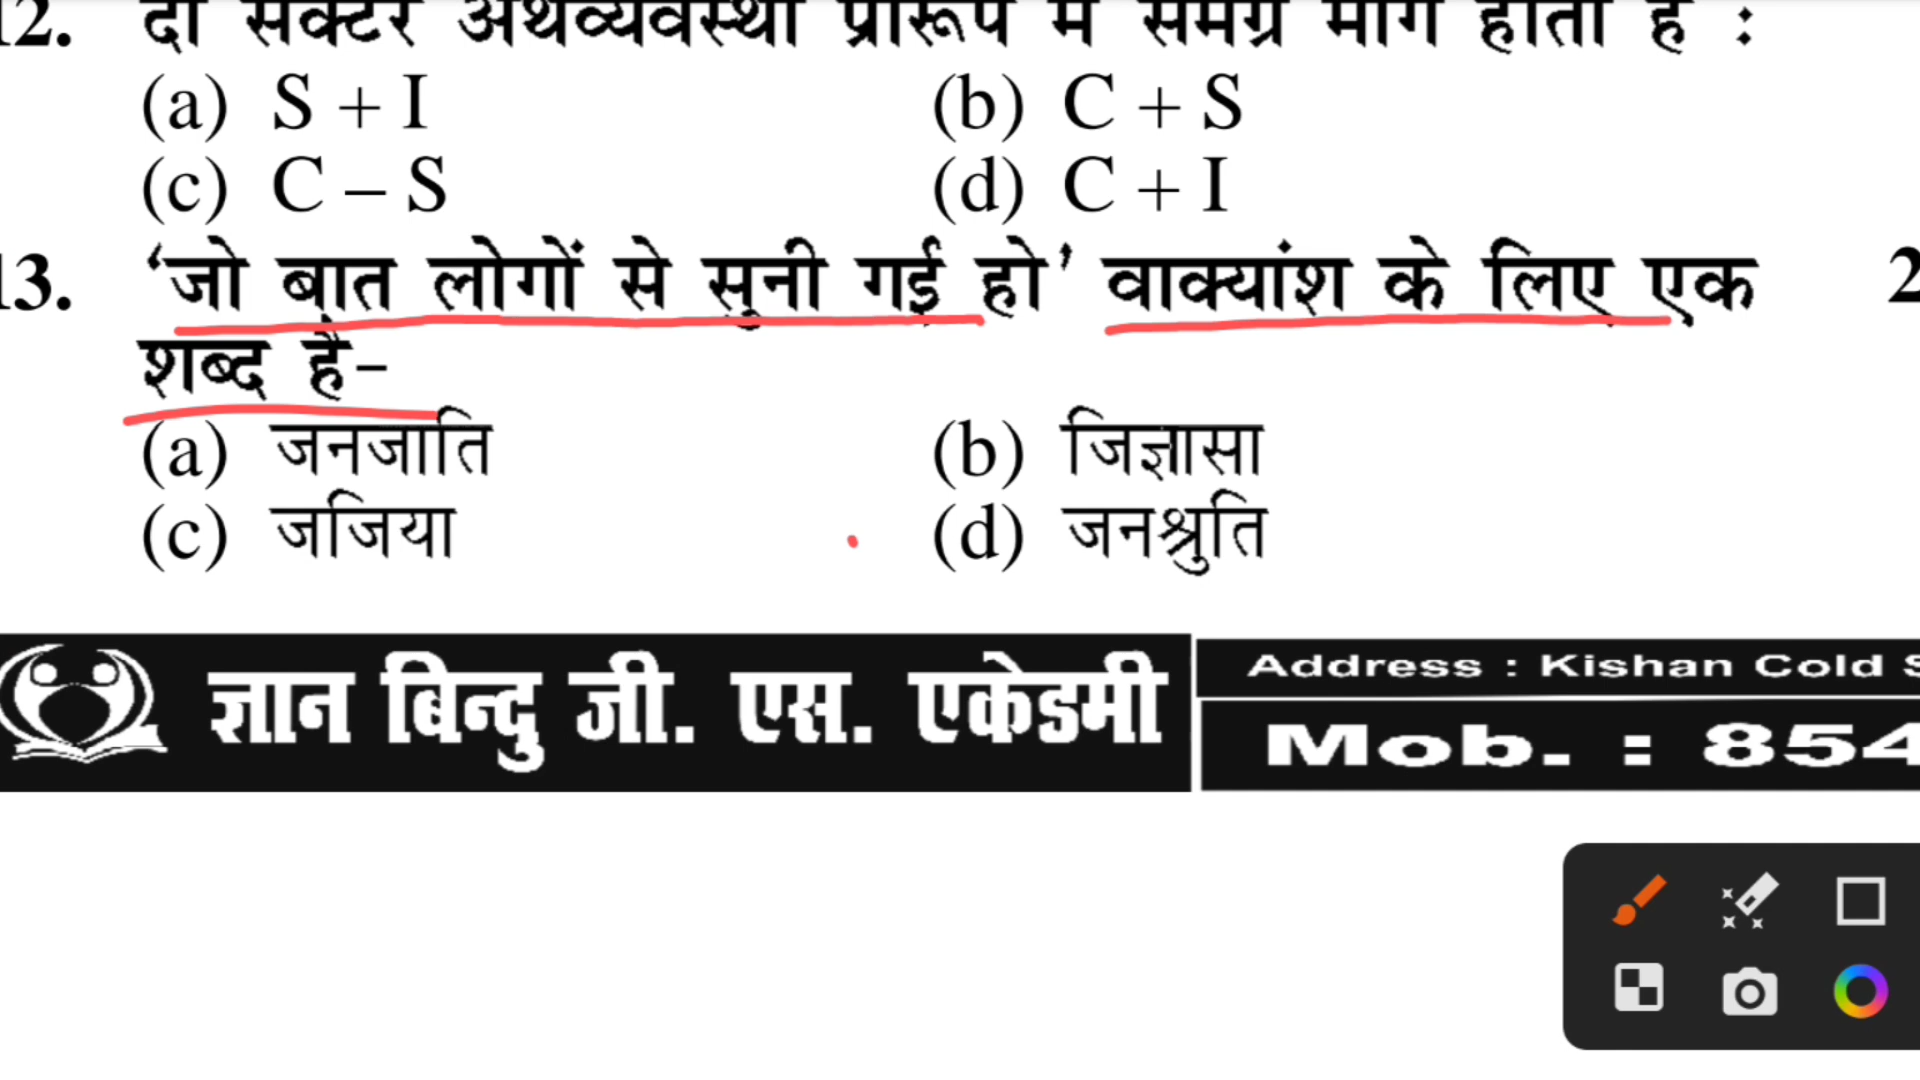 12. दो सेक्टर अर्थव्यवस्था प्रारूप में समग्र माँग होती है :
(a) S + I (b) C + S
(c) C – S (d) C + I
13. ‘जो बात लोगों से सुनी गई हो’ वाक्यांश के लिए एक 2
शब्द है–
(a) जनजाति (b) जिज्ञासा
(c) जजिया (d) जनश्रुति
ज्ञान बिन्दु जी. एस. एकेडमी
Address : Kishan Cold S
Mob. : 854